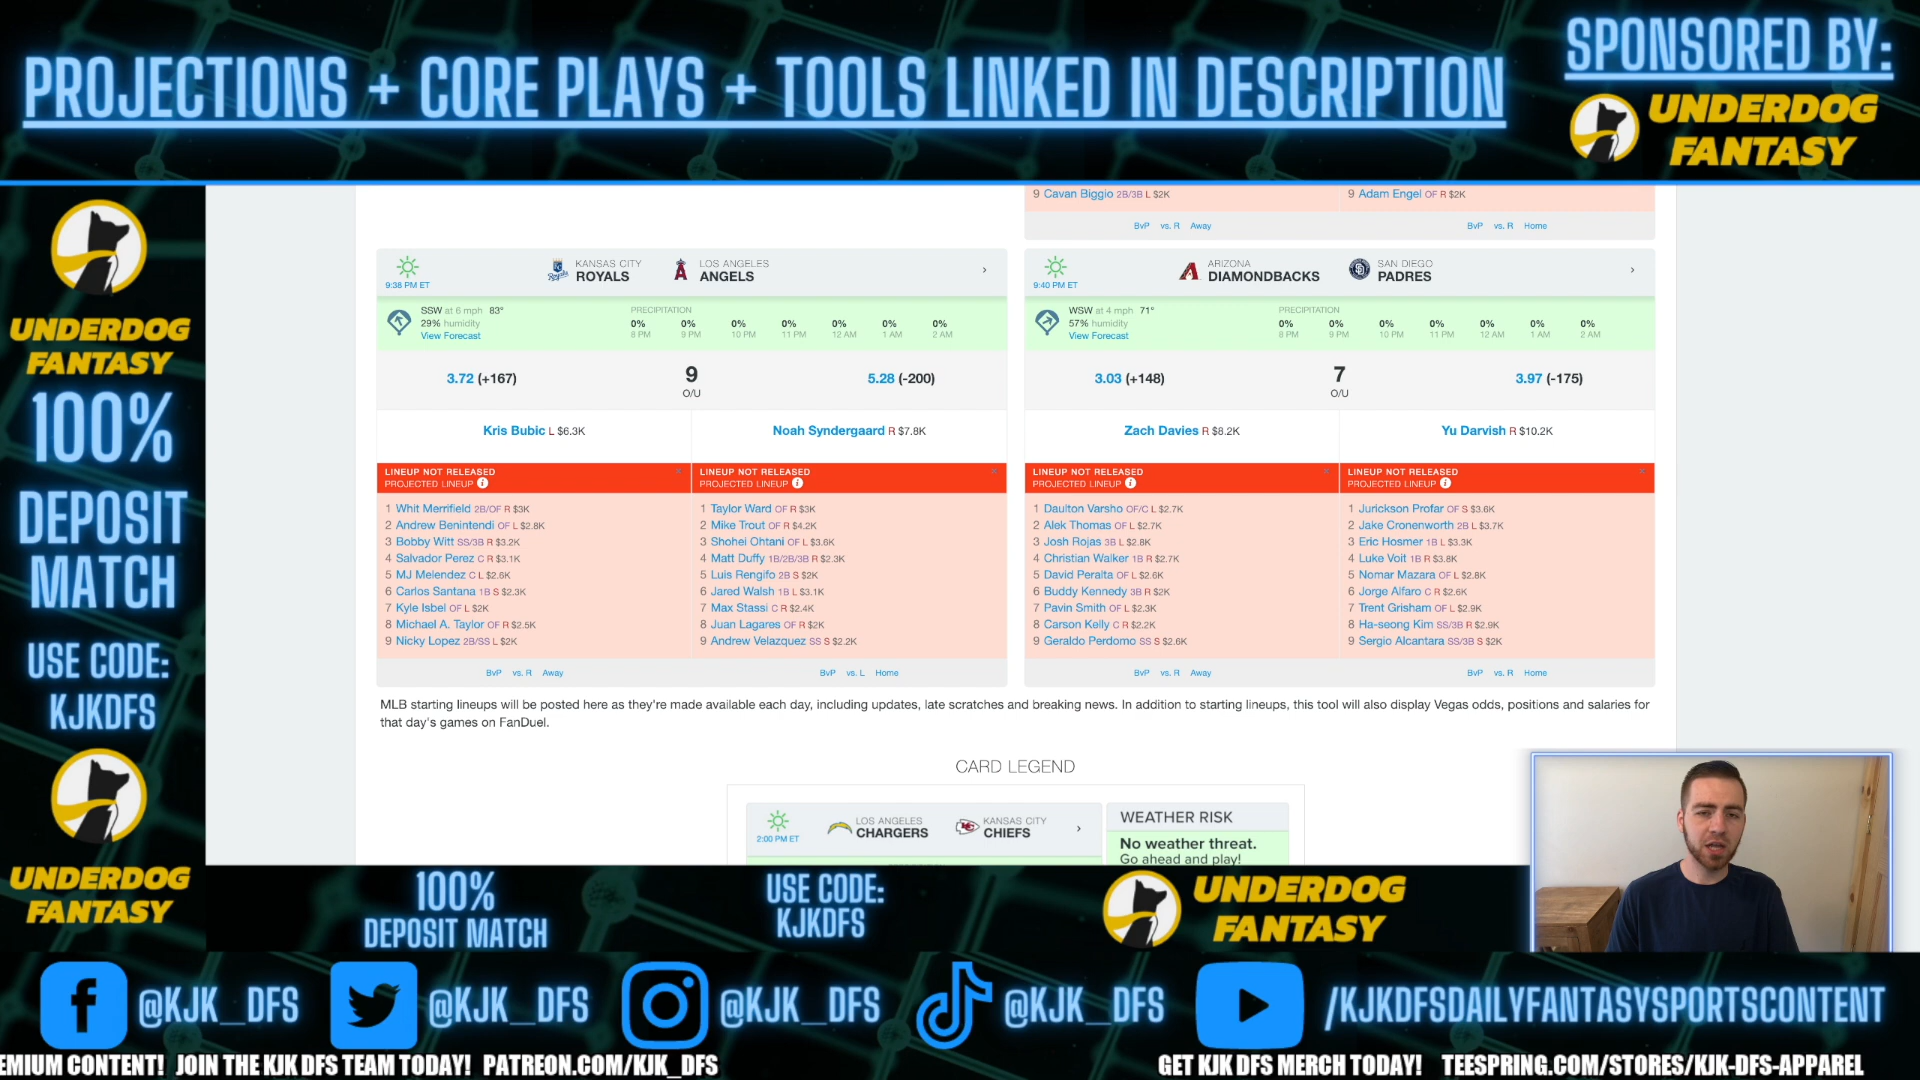 PROJECTIONS + CORE PLAYS + TOOLS LINKED IN DESCRIPTION
SPONSORED BY:
UNDERDOG
FANTASY
UNDERDOG
FANTASY
100%
DEPOSIT
MATCH
USE CODE:
KJKDFS
UNDERDOG
FANTASY
9 Cavan Biggio 2B/3B L $2K
9 Adam Engel OF R $2K
BvP vs. R Away
BvP vs. R Home
9:38 PM ET
KANSAS CITY
ROYALS
LOS ANGELES
ANGELS
SSW at 6 mph 83°
29% humidity
View Forecast
PRECIPITATION
0% 0% 0% 0% 0% 0% 0%
8 PM 9 PM 10 PM 11 PM 12 AM 1 AM 2 AM
3.72 (+167)
9
O/U
5.28 (-200)
Kris Bubic L $6.3K
Noah Syndergaard R $7.8K
LINEUP NOT RELEASED
PROJECTED LINEUP
1 Whit Merrifield 2B/OF R $3K
2 Andrew Benintendi OF L $2.8K
3 Bobby Witt SS/3B R $3.2K
4 Salvador Perez C R $3.1K
5 MJ Melendez C L $2.6K
6 Carlos Santana 1B S $2.3K
7 Kyle Isbel OF L $2K
8 Michael A. Taylor OF R $2.5K
9 Nicky Lopez 2B/SS L $2K
BvP vs. R Away
LINEUP NOT RELEASED
PROJECTED LINEUP
1 Taylor Ward OF R $3K
2 Mike Trout OF R $4.2K
3 Shohei Ohtani OF L $3.6K
4 Matt Duffy 1B/2B/3B R $2.3K
5 Luis Rengifo 2B S $2K
6 Jared Walsh 1B L $3.1K
7 Max Stassi C R $2.4K
8 Juan Lagares OF R $2K
9 Andrew Velazquez SS S $2.2K
BvP vs. L Home
9:40 PM ET
ARIZONA
DIAMONDBACKS
SAN DIEGO
PADRES
WSW at 4 mph 71°
57% humidity
View Forecast
PRECIPITATION
0% 0% 0% 0% 0% 0% 0%
8 PM 9 PM 10 PM 11 PM 12 AM 1 AM 2 AM
3.03 (+148)
7
O/U
3.97 (-175)
Zach Davies R $8.2K
Yu Darvish R $10.2K
LINEUP NOT RELEASED
PROJECTED LINEUP
1 Daulton Varsho OF/C L $2.7K
2 Alek Thomas OF L $2.7K
3 Josh Rojas 3B L $2.8K
4 Christian Walker 1B R $2.7K
5 David Peralta OF L $2.6K
6 Buddy Kennedy 3B R $2K
7 Pavin Smith OF L $2.3K
8 Carson Kelly C R $2.2K
9 Geraldo Perdomo SS S $2.6K
BvP vs. R Away
LINEUP NOT RELEASED
PROJECTED LINEUP
1 Jurickson Profar OF S $3.6K
2 Jake Cronenworth 2B L $3.7K
3 Eric Hosmer 1B L $3.3K
4 Luke Voit 1B R $3.8K
5 Nomar Mazara OF L $2.8K
6 Jorge Alfaro C R $2.6K
7 Trent Grisham OF L $2.9K
8 Ha-seong Kim SS/3B R $2.9K
9 Sergio Alcantara SS/3B S $2K
BvP vs. R Home
MLB starting lineups will be posted here as they're made available each day, including updates, late scratches and breaking news. In addition to starting lineups, this tool will also display Vegas odds, positions and salaries for
that day's games on FanDuel.
CARD LEGEND
2:00 PM ET
LOS ANGELES
CHARGERS
KANSAS CITY
CHIEFS
WEATHER RISK
No weather threat.
Go ahead and play!
100%
DEPOSIT MATCH
USE CODE:
KJKDFS
UNDERDOG
FANTASY
@KJK_DFS
@KJK_DFS
@KJK_DFS
@KJK_DFS
/KJKDFSDAILYFANTASYSPORTSCONTENT
EMIUM CONTENT! JOIN THE KJK DFS TEAM TODAY! PATREON.COM/KJK_DFS
GET KJK DFS MERCH TODAY! TEESPRING.COM/STORES/KJK-DFS-APPAREL